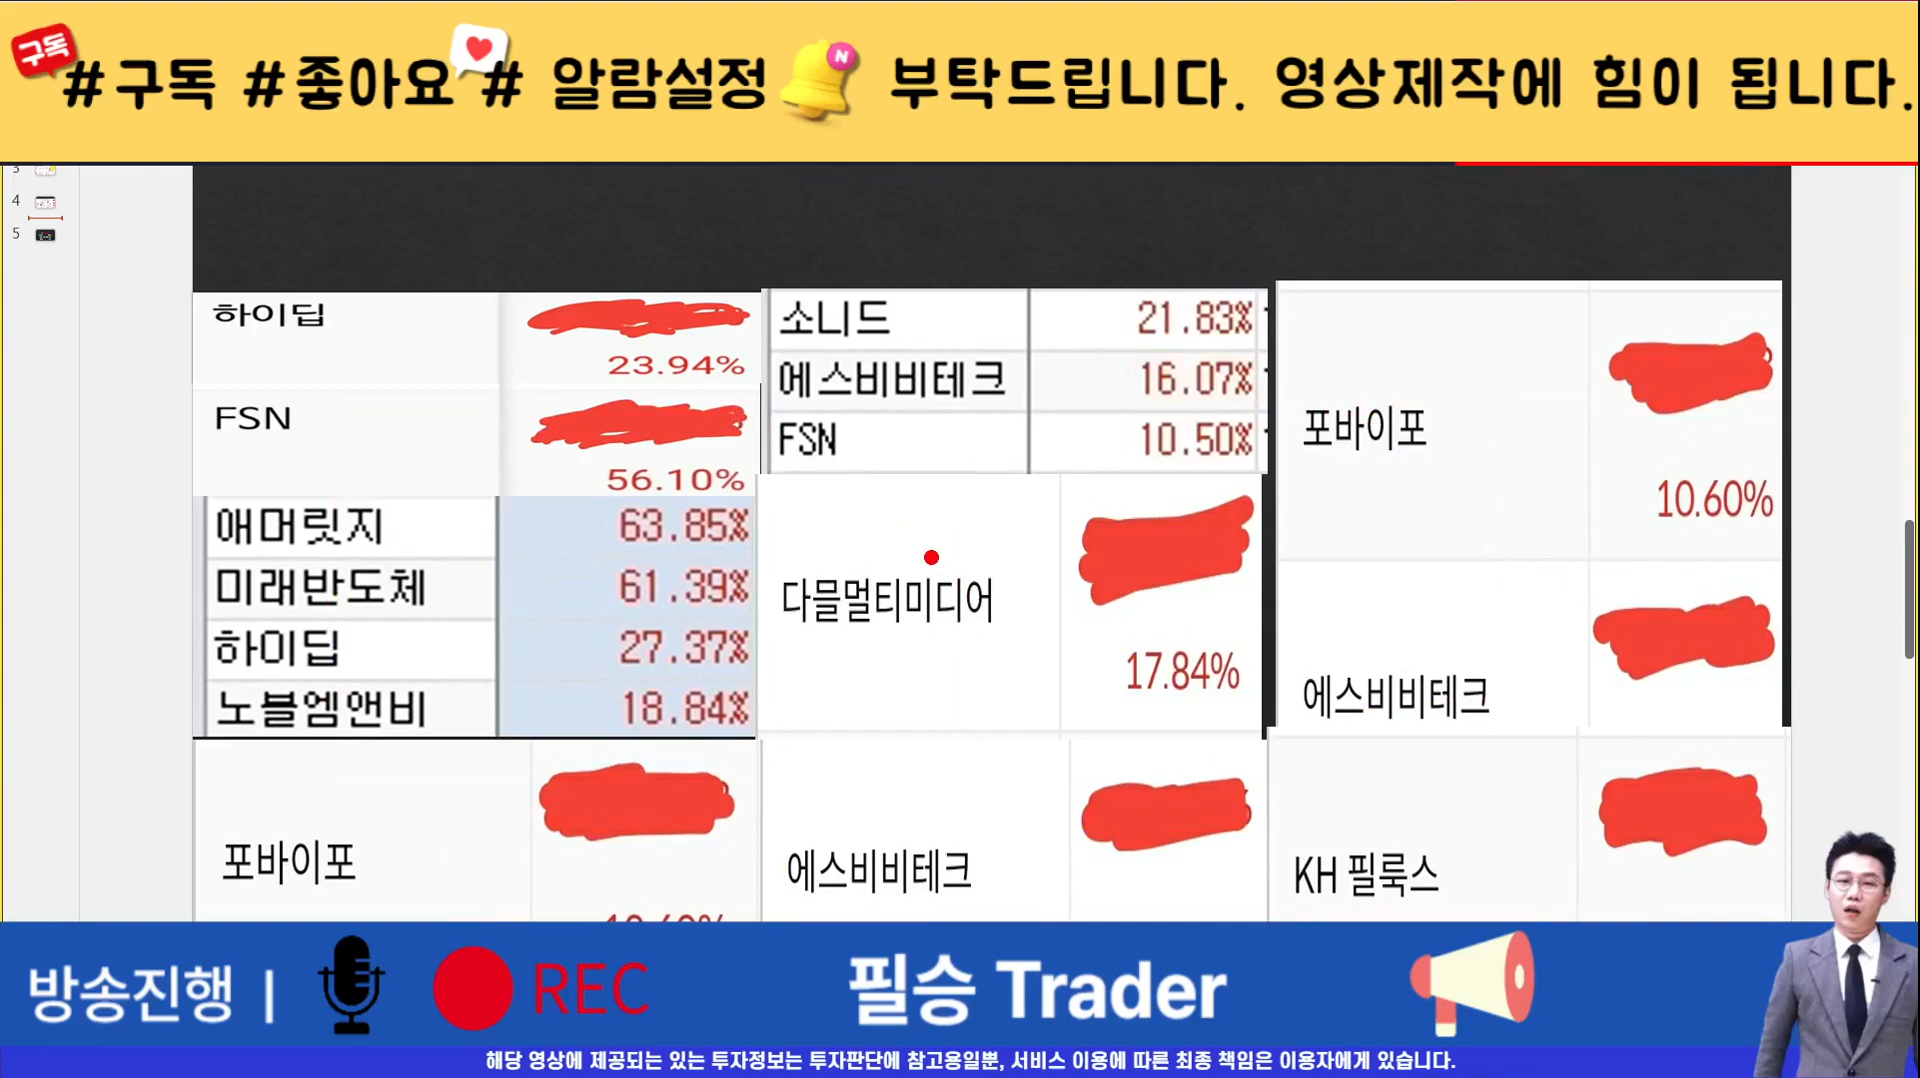 구독
#구독 #좋아요 # 알람설정 N 부탁드립니다. 영상제작에 힘이 됩니다.
3
4
5
하이딥
23.94%
FSN
56.10%
애머릿지 63.85%
미래반도체 61.39%
하이딥 27.37%
노블엠앤비 18.84%
소니드 21.83%
에스비비테크 16.07%
FSN 10.50%
다믈멀티미디어
17.84%
포바이포
10.60%
에스비비테크
포바이포
에스비비테크
KH 필룩스
방송진행 | REC 필승 Trader
해당 영상에 제공되는 있는 투자정보는 투자판단에 참고용일뿐, 서비스 이용에 따른 최종 책임은 이용자에게 있습니다.